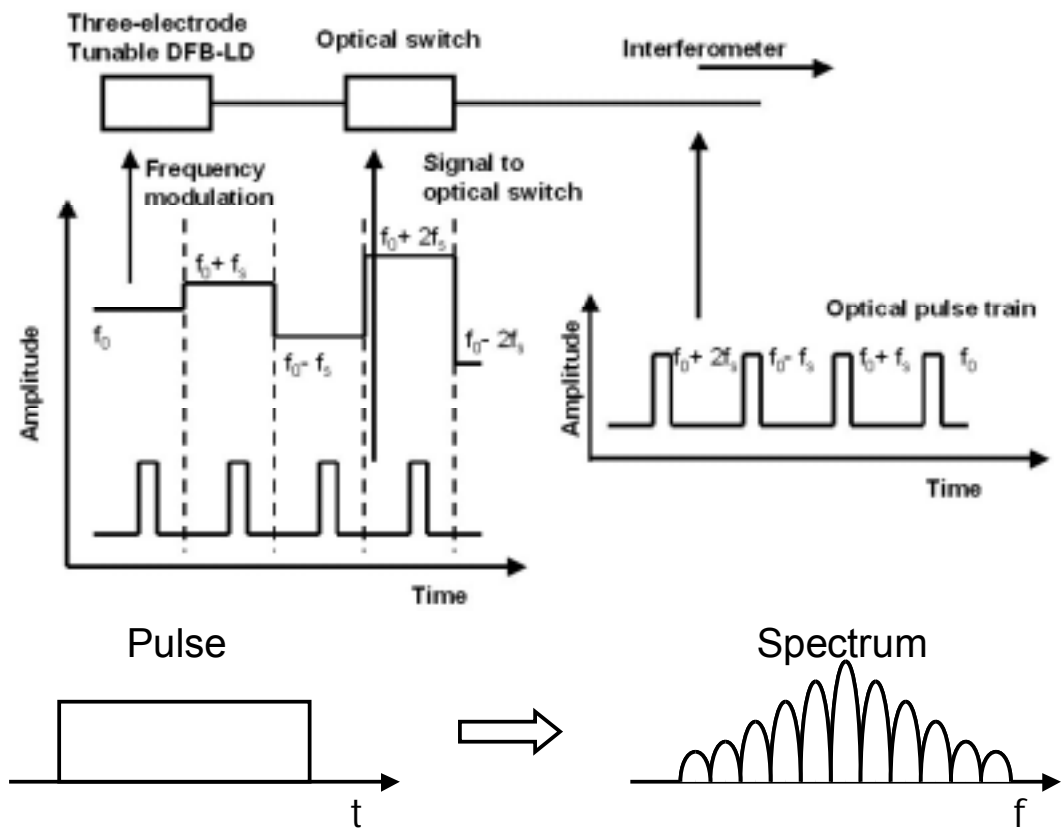 Three-electrode
Tunable DFB-LD
Optical switch
Interferometer
Frequency
modulation
Signal to
optical switch
f₀
f₀+ fₛ
f₀- fₛ
f₀+ 2fₛ
f₀- 2fₛ
Amplitude
Time
Optical pulse train
f₀+ 2fₛ
f₀- fₛ
f₀+ fₛ
f₀
Amplitude
Time
Pulse
Spectrum
t
f